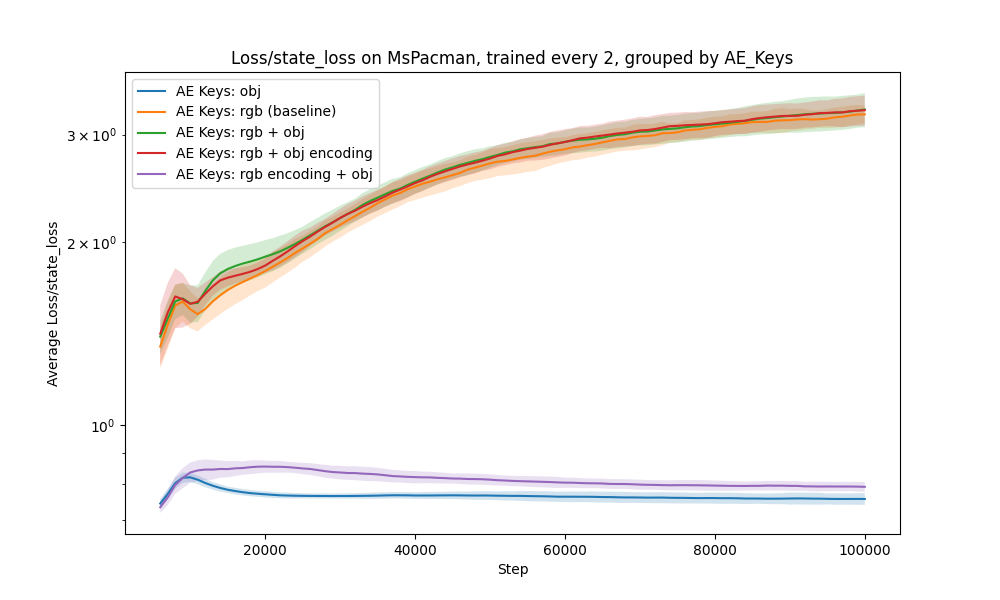 Loss/state_loss on MsPacman, trained every 2, grouped by AE_Keys
AE Keys: obj
AE Keys: rgb (baseline)
AE Keys: rgb + obj
AE Keys: rgb + obj encoding
AE Keys: rgb encoding + obj
Average Loss/state_loss
3 × 10⁰
2 × 10⁰
10⁰
20000 40000 60000 80000 100000
Step